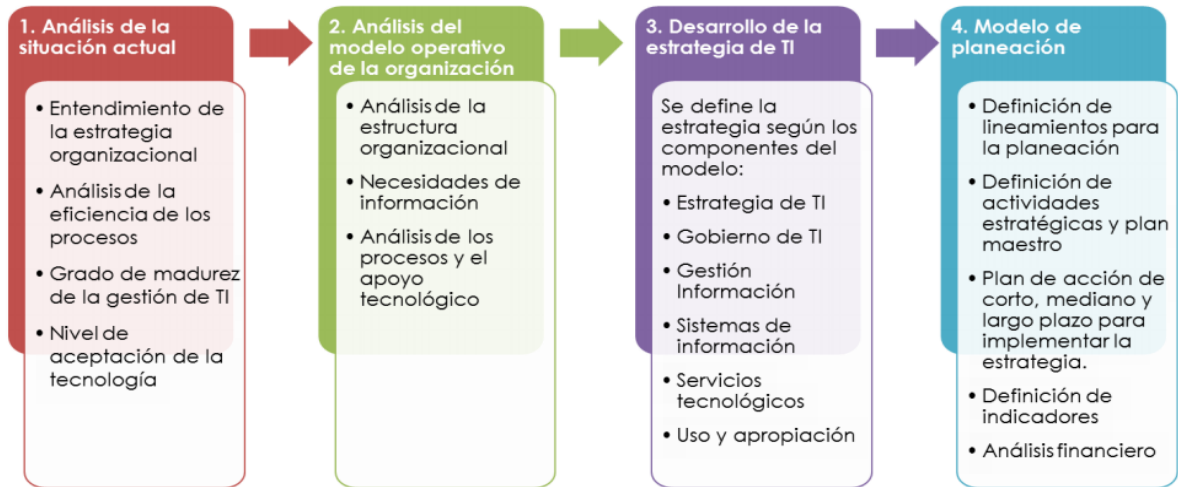 1. Análisis de la
situación actual
• Entendimiento de
la estrategia
organizacional
• Análisis de la
eficiencia de los
procesos
• Grado de madurez
de la gestión de TI
• Nivel de
aceptación de la
tecnología
2. Análisis del
modelo operativo
de la organización
• Análisis de la
estructura
organizacional
• Necesidades de
información
• Análisis de los
procesos y el
apoyo
tecnológico
3. Desarrollo de la
estrategia de TI
Se define la
estrategia según los
componentes del
modelo:
• Estrategia de TI
• Gobierno de TI
• Gestión
Información
• Sistemas de
información
• Servicios
tecnológicos
• Uso y apropiación
4. Modelo de
planeación
• Definición de
lineamientos para
la planeación
• Definición de
actividades
estratégicas y plan
maestro
• Plan de acción de
corto, mediano y
largo plazo para
implementar la
estrategia.
• Definición de
indicadores
• Análisis financiero